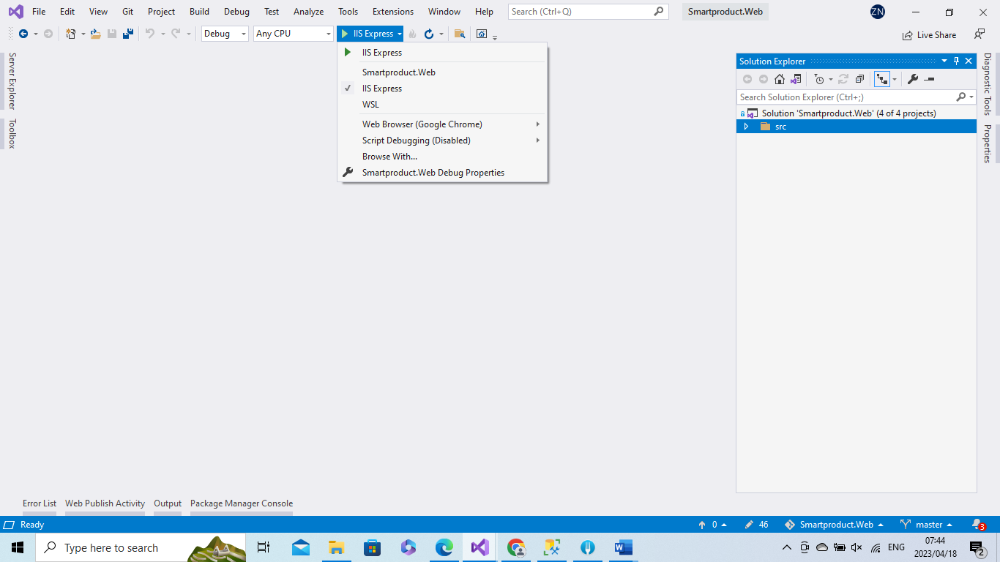 File Edit View Git Project Build Debug Test Analyze Tools Extensions Window Help Search (Ctrl+Q) Smartproduct.Web ZN
Debug Any CPU IIS Express Live Share
IIS Express
Smartproduct.Web
IIS Express
WSL
Web Browser (Google Chrome)
Script Debugging (Disabled)
Browse With...
Smartproduct.Web Debug Properties
Server Explorer
Toolbox
Solution Explorer
Search Solution Explorer (Ctrl+;)
Solution 'Smartproduct.Web' (4 of 4 projects)
src
Diagnostic Tools
Properties
Error List Web Publish Activity Output Package Manager Console
Ready 0 46 Smartproduct.Web master 3
Type here to search ENG 07:44
2023/04/18 2